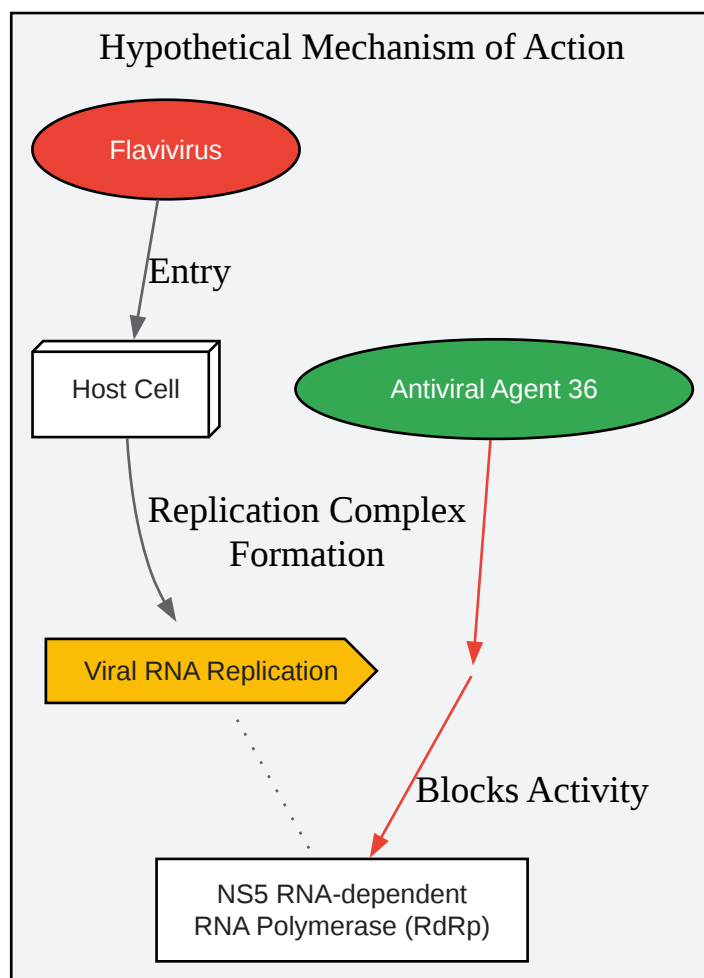 Hypothetical Mechanism of Action
Flavivirus
Entry
Host Cell
Antiviral Agent 36
Replication Complex
Formation
Viral RNA Replication
Blocks Activity
NS5 RNA-dependent
RNA Polymerase (RdRp)